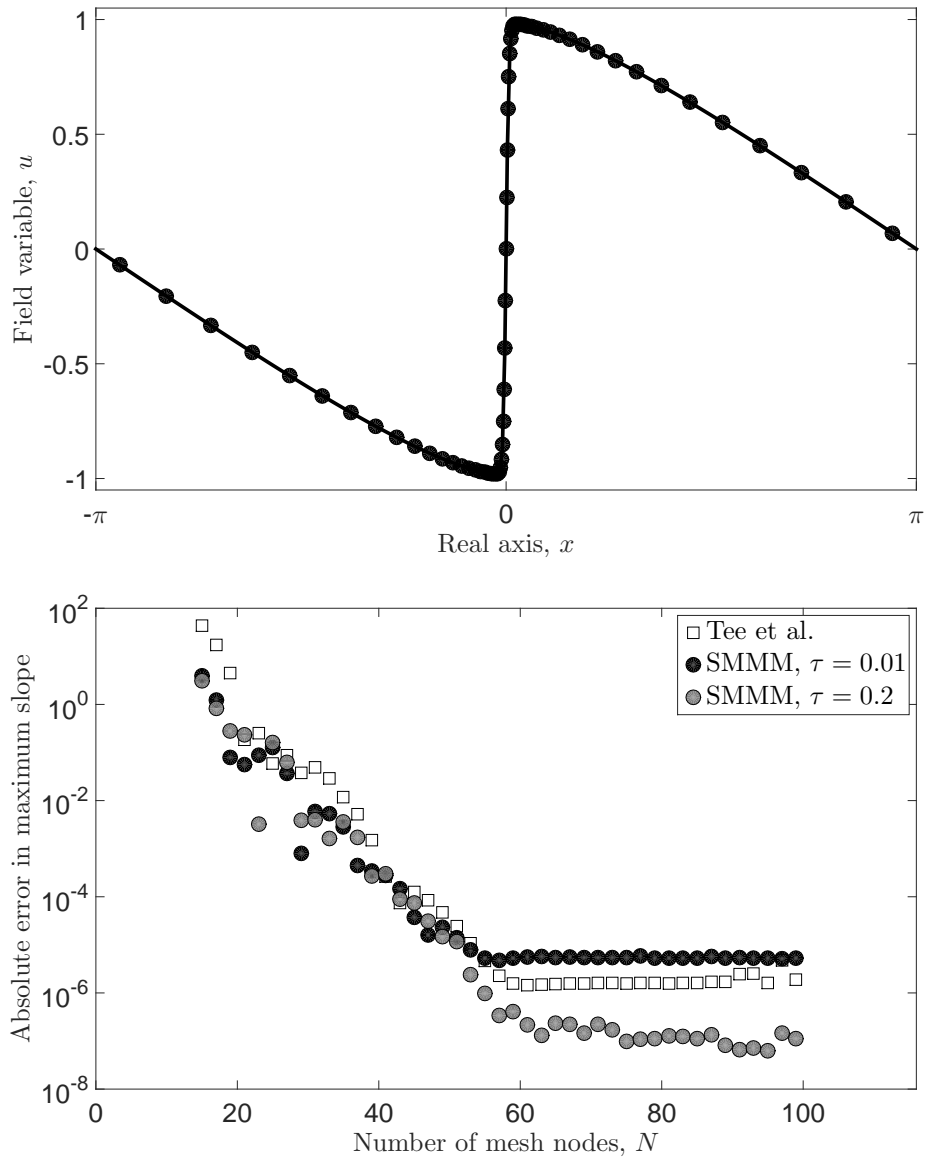 1
0.5
0
-0.5
-1
Field variable, u
-π 0 π
Real axis, x
10^2
10^0
10^-2
10^-4
10^-6
10^-8
Absolute error in maximum slope
Tee et al.
SMMM, τ = 0.01
SMMM, τ = 0.2
0 20 40 60 80 100
Number of mesh nodes, N